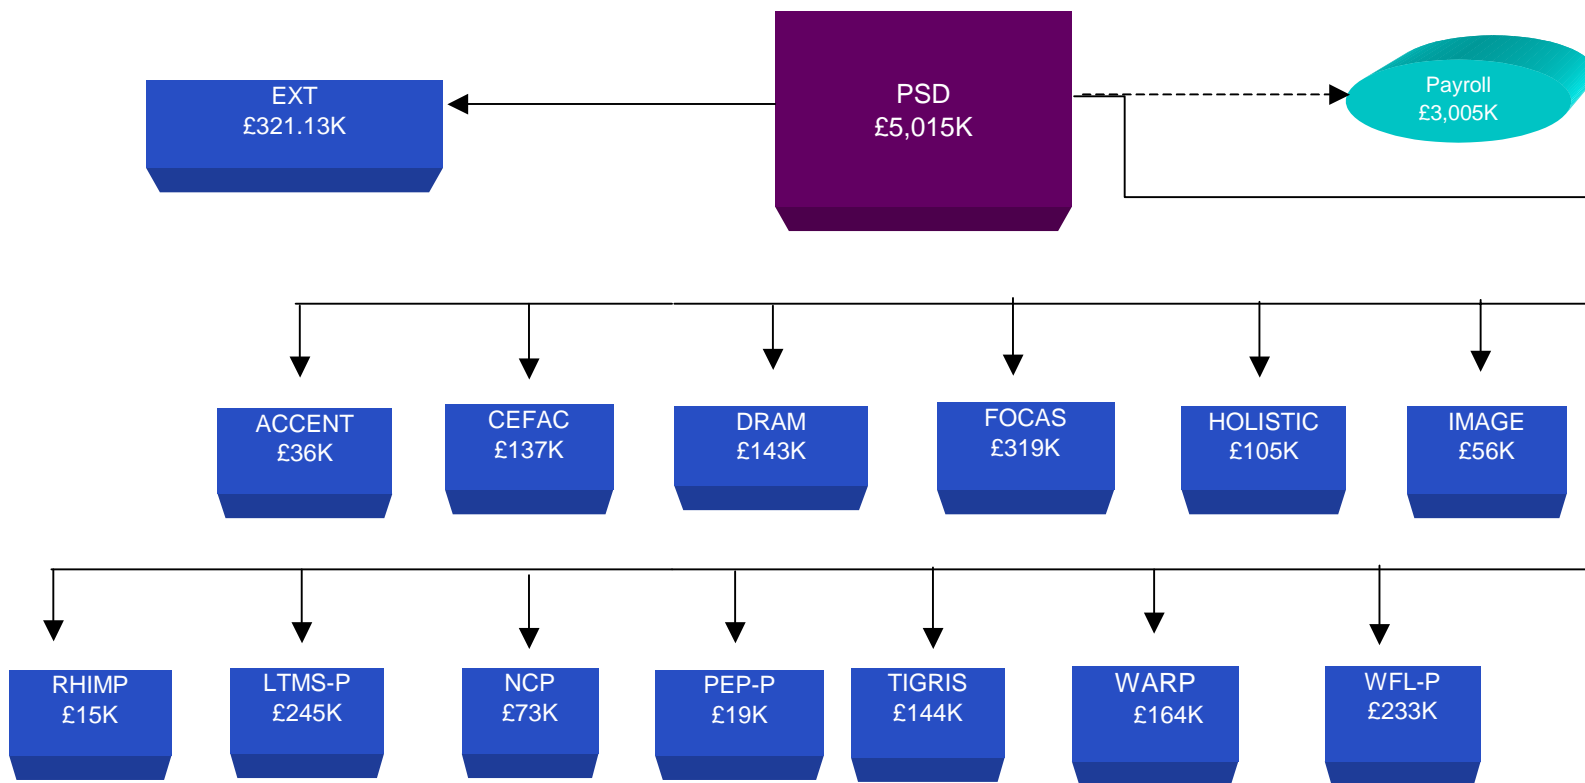 EXT
£321.13K
PSD
£5,015K
Payroll
£3,005K
ACCENT
£36K
CEFAC
£137K
DRAM
£143K
FOCAS
£319K
HOLISTIC
£105K
IMAGE
£56K
RHIMP
£15K
LTMS-P
£245K
NCP
£73K
PEP-P
£19K
TIGRIS
£144K
WARP
£164K
WFL-P
£233K